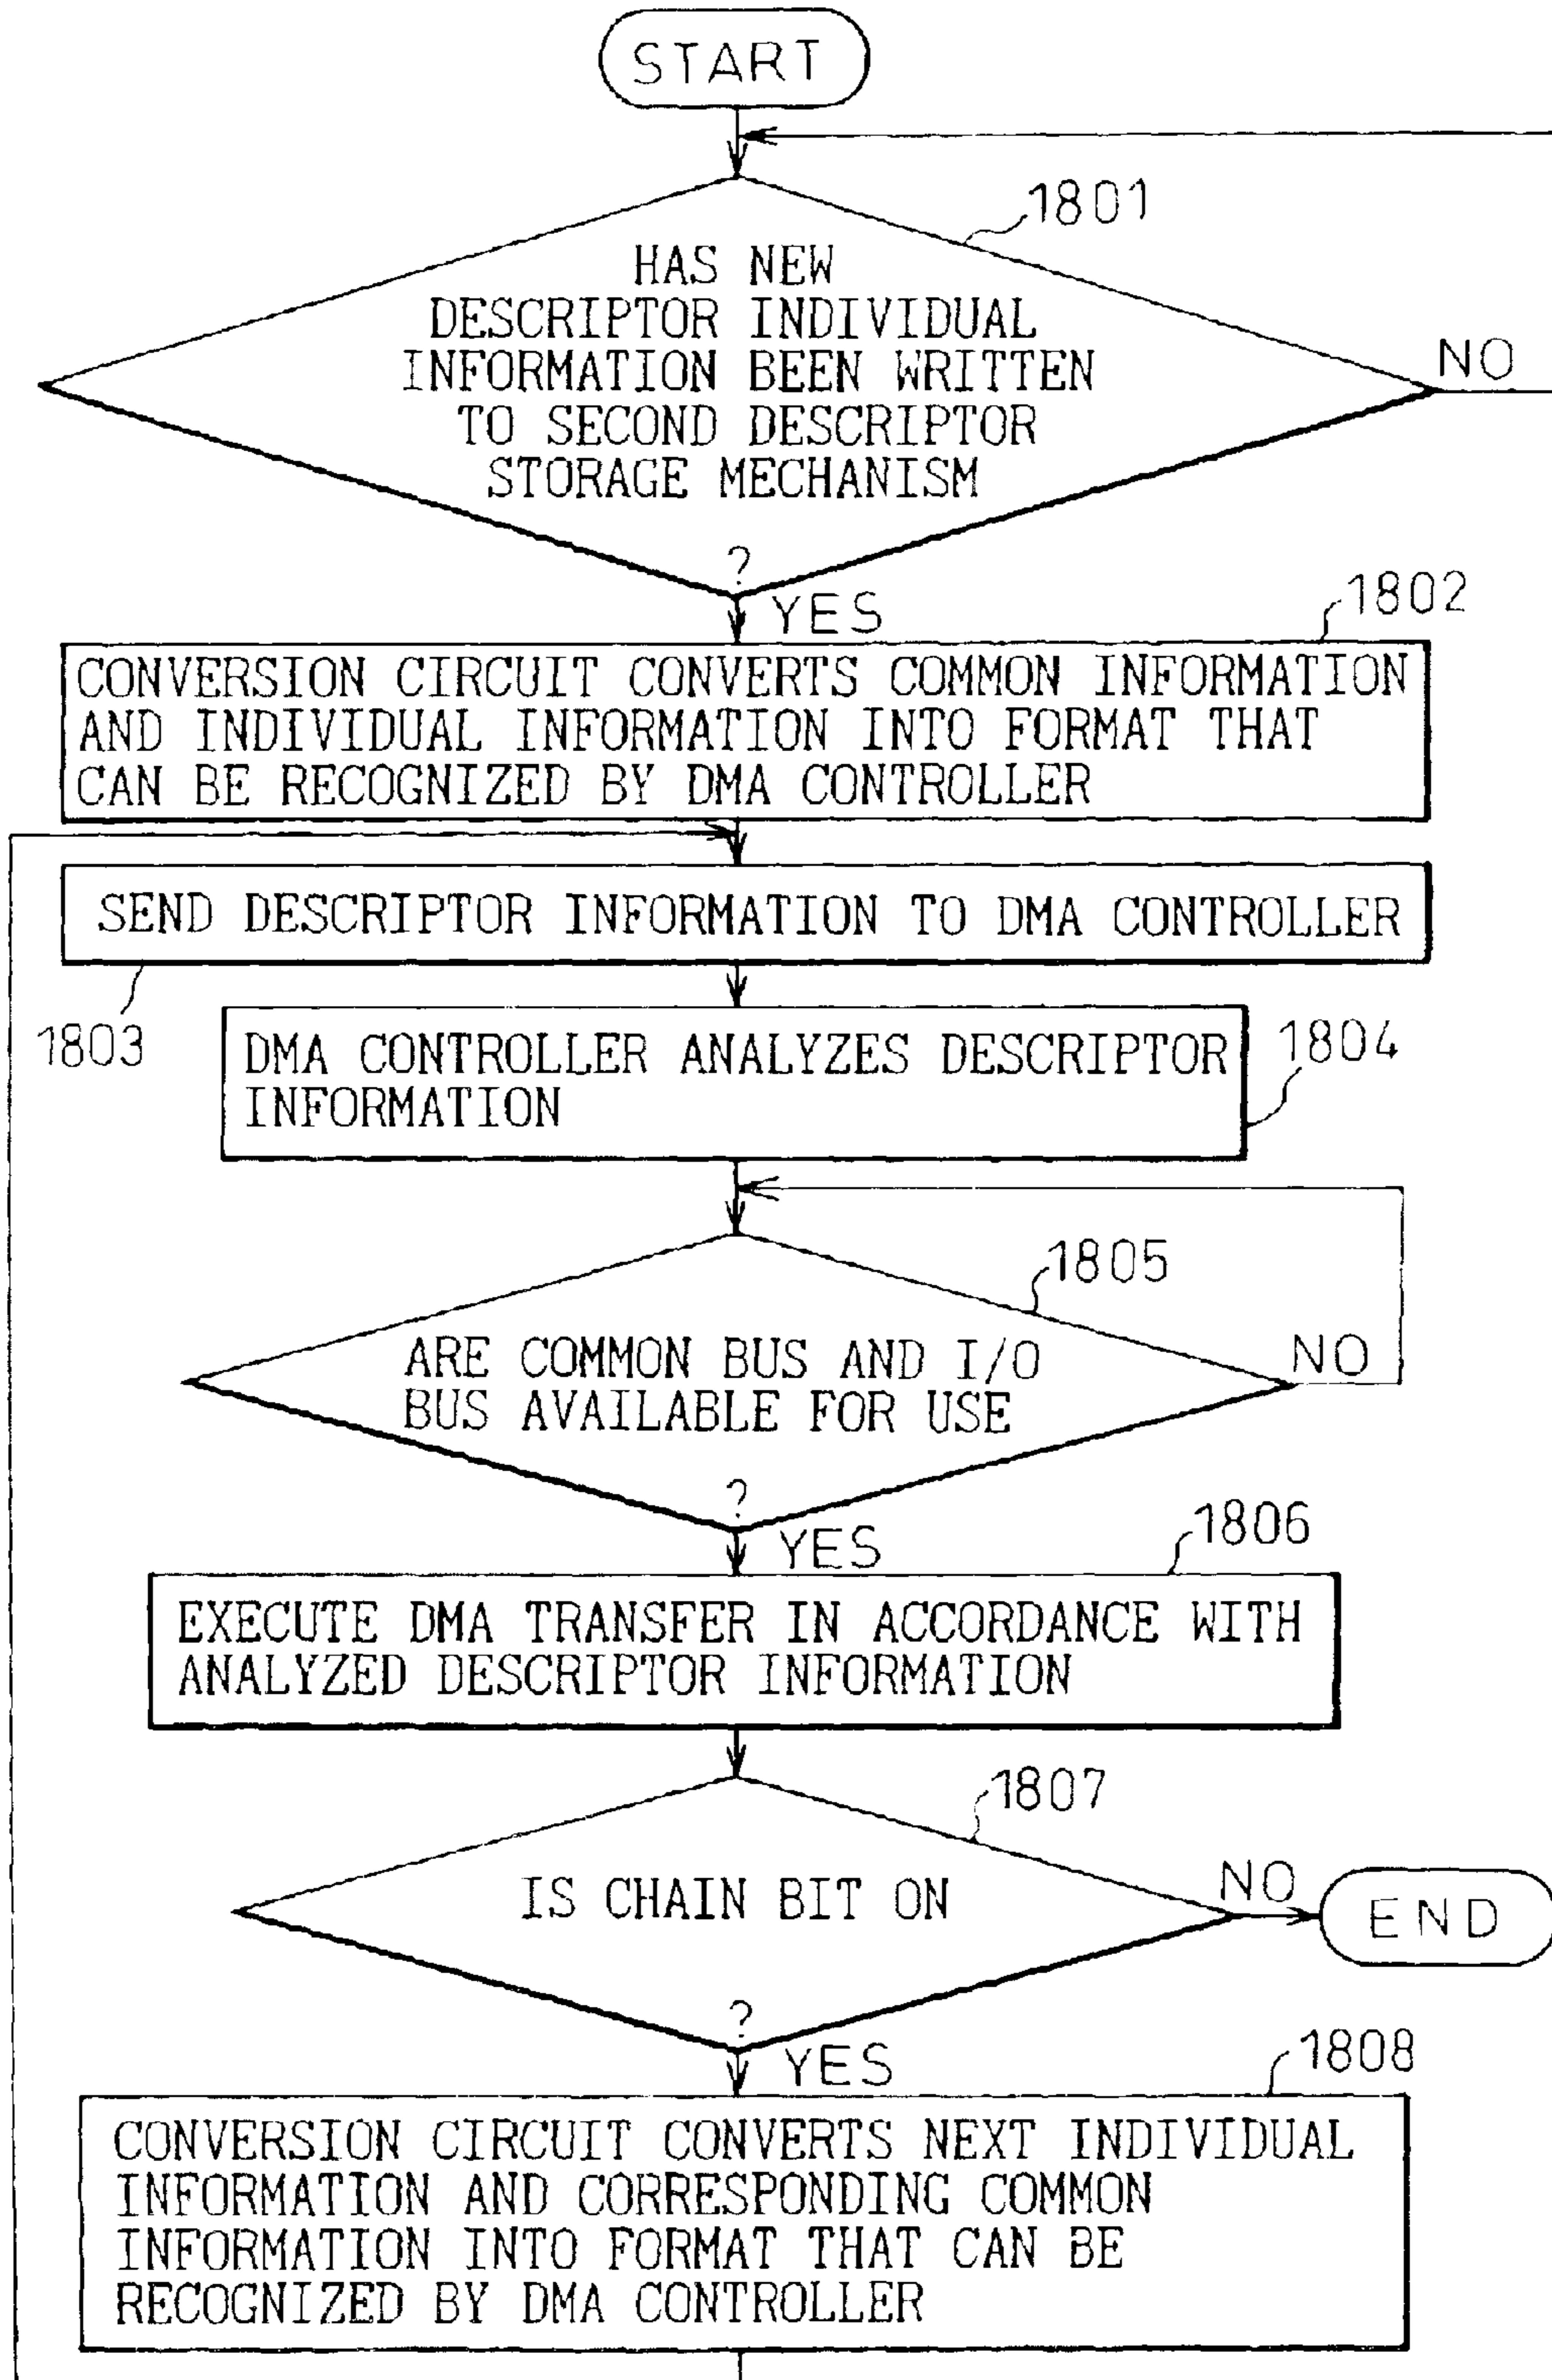 START
1801
HAS NEW
DESCRIPTOR INDIVIDUAL
INFORMATION BEEN WRITTEN
TO SECOND DESCRIPTOR
STORAGE MECHANISM
?
NO
YES
1802
CONVERSION CIRCUIT CONVERTS COMMON INFORMATION
AND INDIVIDUAL INFORMATION INTO FORMAT THAT
CAN BE RECOGNIZED BY DMA CONTROLLER
SEND DESCRIPTOR INFORMATION TO DMA CONTROLLER
1803
DMA CONTROLLER ANALYZES DESCRIPTOR
INFORMATION
1804
1805
ARE COMMON BUS AND I/O
BUS AVAILABLE FOR USE
?
NO
YES
1806
EXECUTE DMA TRANSFER IN ACCORDANCE WITH
ANALYZED DESCRIPTOR INFORMATION
1807
IS CHAIN BIT ON
?
NO
END
YES
1808
CONVERSION CIRCUIT CONVERTS NEXT INDIVIDUAL
INFORMATION AND CORRESPONDING COMMON
INFORMATION INTO FORMAT THAT CAN BE
RECOGNIZED BY DMA CONTROLLER